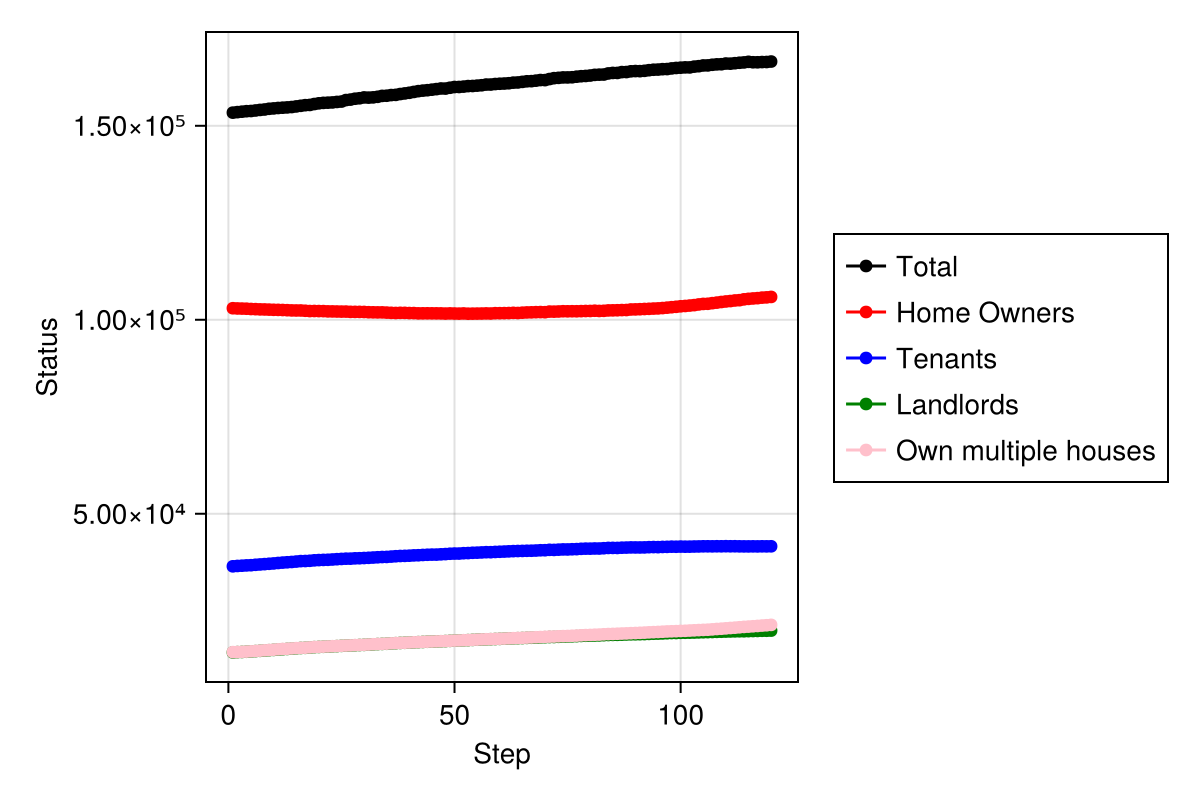 Status
1.50×10⁵
1.00×10⁵
5.00×10⁴
0 50 100
Step
Total
Home Owners
Tenants
Landlords
Own multiple houses